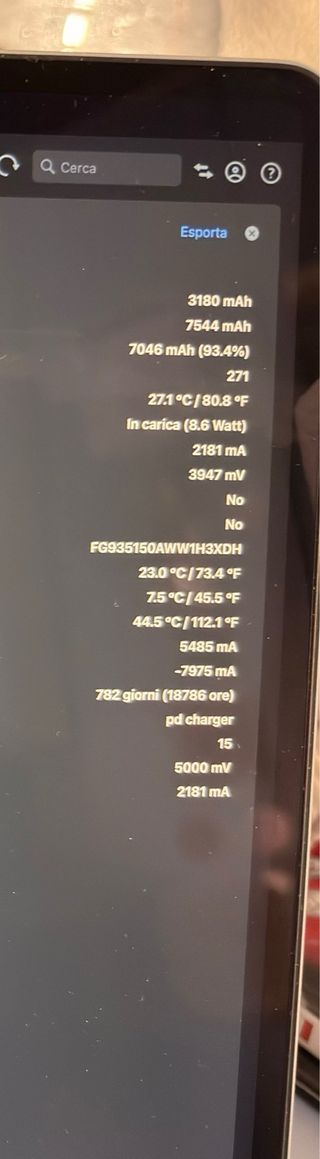 Cerca
Esporta
3180 mAh
7544 mAh
7046 mAh (93.4%)
271
27.1 °C / 80.8 °F
In carica (8.6 Watt)
2181 mA
3947 mV
No
No
FG935150AWW1H3XDH
23.0 °C / 73.4 °F
7.5 °C / 45.5 °F
44.5 °C / 112.1 °F
5485 mA
-7975 mA
782 giorni (18786 ore)
pd charger
15
5000 mV
2181 mA